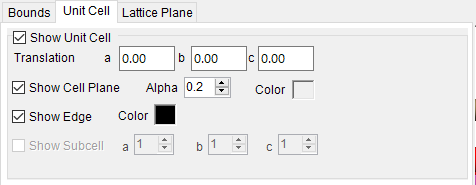 Bounds Unit Cell Lattice Plane
Show Unit Cell
Translation a 0.00 b 0.00 c 0.00
Show Cell Plane Alpha 0.2 Color
Show Edge Color
Show Subcell a 1 b 1 c 1